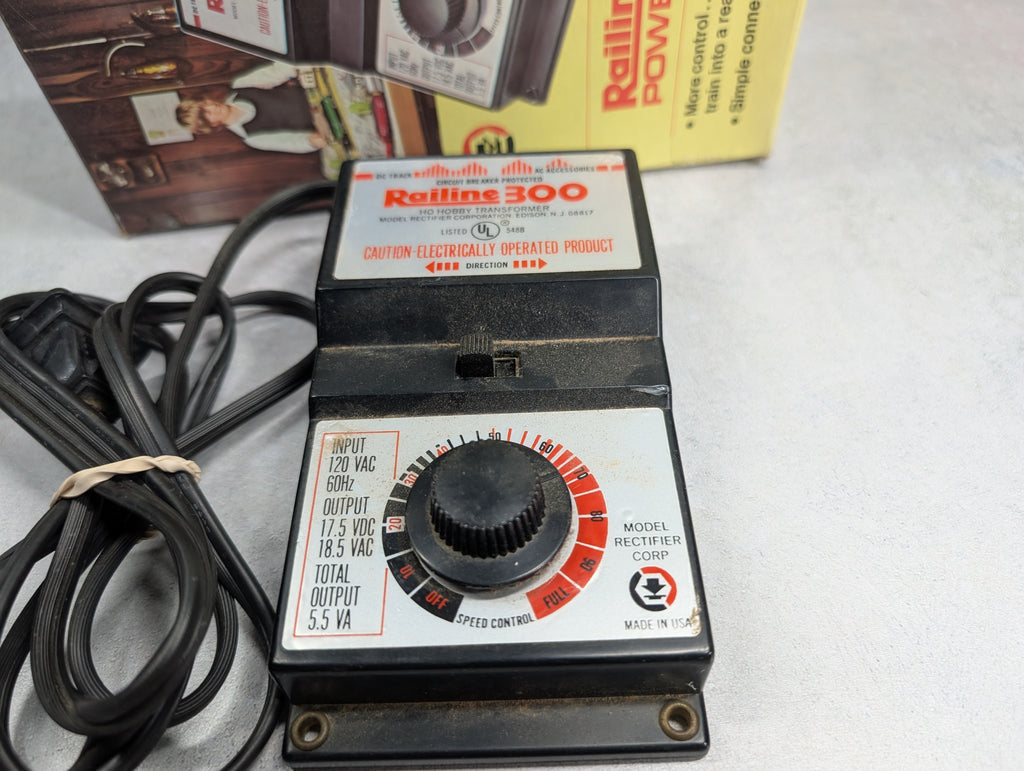 Railine
POWE
• More control...
train into a rea
• Simple conne
DC TRACK
AC ACCESSORIES
CIRCUIT BREAKER PROTECTED
Railine 300
HO HOBBY TRANSFORMER
MODEL RECTIFIER CORPORATION, EDISON, N.J. 08817
LISTED UL ® 548B
CAUTION-ELECTRICALLY OPERATED PRODUCT
DIRECTION
INPUT
120 VAC
60Hz
OUTPUT
17.5 VDC
18.5 VAC
TOTAL
OUTPUT
5.5 VA
OFF
10
20
30
40
50
60
70
80
90
FULL
SPEED CONTROL
MODEL
RECTIFIER
CORP
MADE IN USA